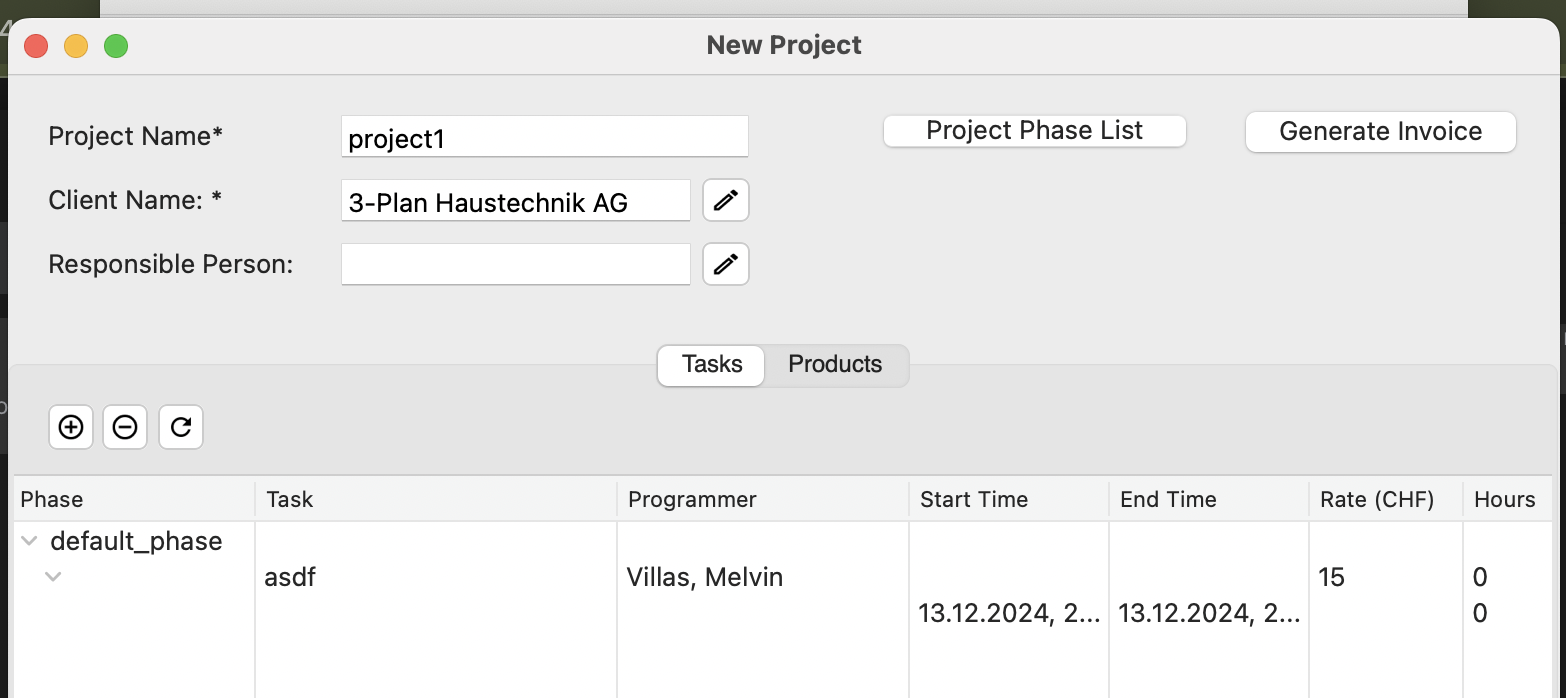 New Project
Project Name*
project1
Project Phase List
Generate Invoice
Client Name: *
3-Plan Haustechnik AG
Responsible Person:
Tasks
Products
Phase
Task
Programmer
Start Time
End Time
Rate (CHF)
Hours
default_phase
asdf
Villas, Melvin
15
0
13.12.2024, 2...
13.12.2024, 2...
0